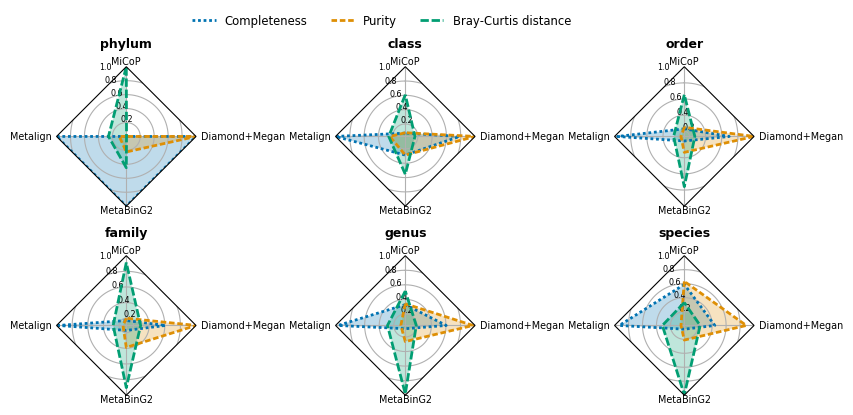 Completeness Purity Bray-Curtis distance
phylum class order
MiCoP MiCoP MiCoP
1.0 1.0 1.0
0.8 0.8 0.8
0.6 0.6 0.6
0.4 0.4 0.4
0.2 0.2 0.2
Metalign Diamond+Megan Metalign Diamond+Megan Metalign Diamond+Megan
MetaBinG2 MetaBinG2 MetaBinG2
family genus species
MiCoP MiCoP MiCoP
1.0 1.0 1.0
0.8 0.8 0.8
0.6 0.6 0.6
0.4 0.4 0.4
0.2 0.2 0.2
Metalign Diamond+Megan Metalign Diamond+Megan Metalign Diamond+Megan
MetaBinG2 MetaBinG2 MetaBinG2